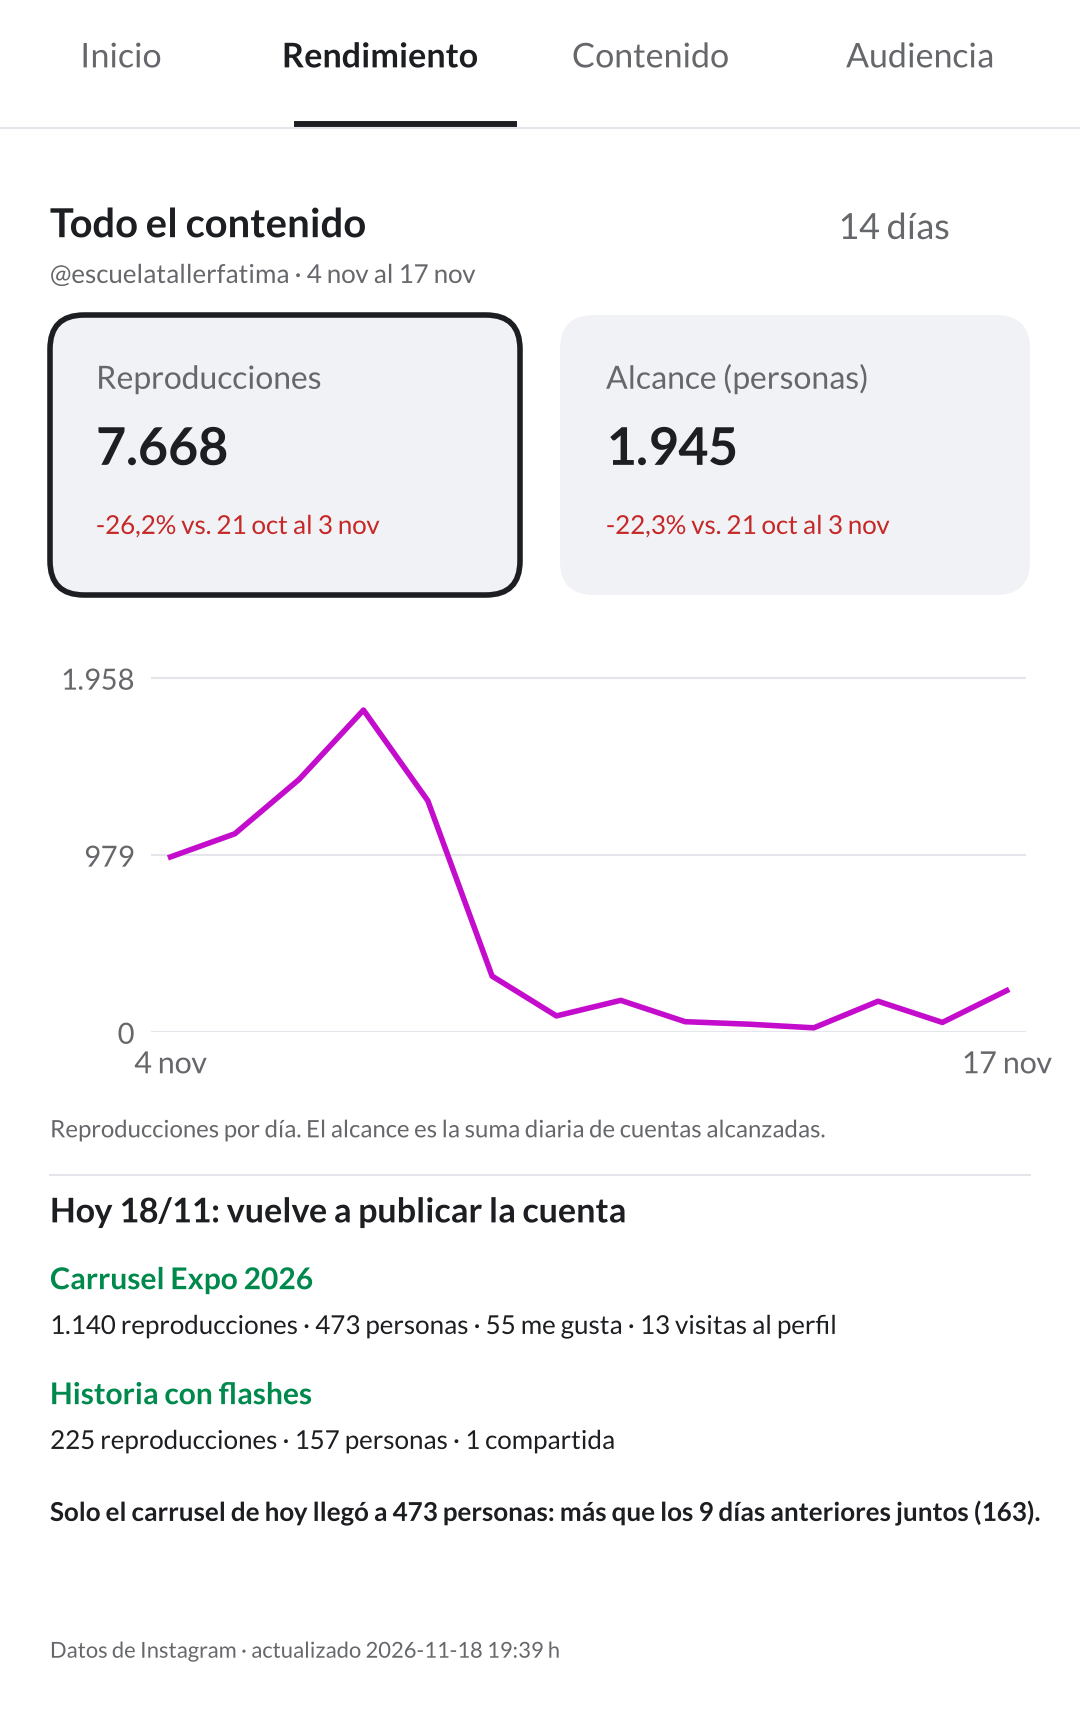 Inicio Rendimiento Contenido Audiencia
Todo el contenido 14 días
@escuelatallerfatima · 4 nov al 17 nov
Reproducciones Alcance (personas)
7.668 1.945
-26,2% vs. 21 oct al 3 nov -22,3% vs. 21 oct al 3 nov
1.958
979
0
4 nov 17 nov
Reproducciones por día. El alcance es la suma diaria de cuentas alcanzadas.
Hoy 18/11: vuelve a publicar la cuenta
Carrusel Expo 2026
1.140 reproducciones · 473 personas · 55 me gusta · 13 visitas al perfil
Historia con flashes
225 reproducciones · 157 personas · 1 compartida
Solo el carrusel de hoy llegó a 473 personas: más que los 9 días anteriores juntos (163).
Datos de Instagram · actualizado 2026-11-18 19:39 h